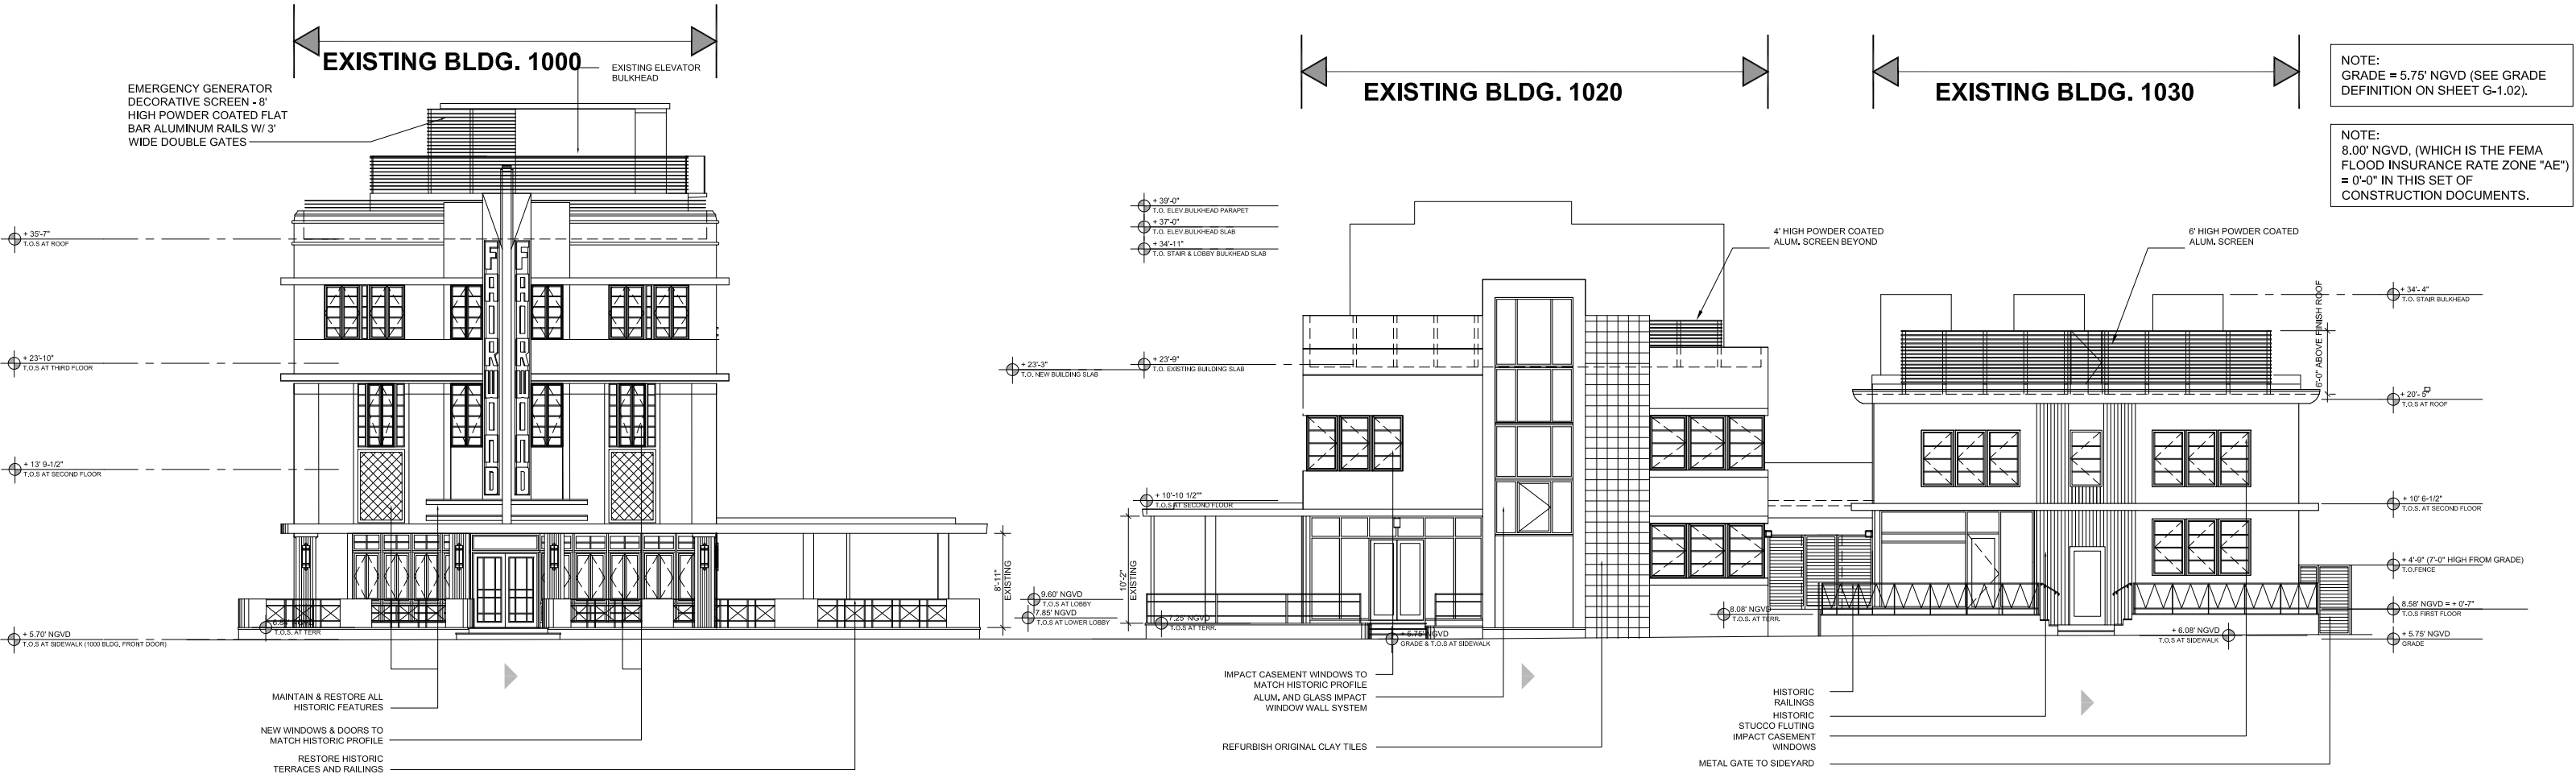 EXISTING BLDG. 1000
EXISTING ELEVATOR
BULKHEAD
EMERGENCY GENERATOR
DECORATIVE SCREEN - 8'
HIGH POWDER COATED FLAT
BAR ALUMINUM RAILS W/ 3'
WIDE DOUBLE GATES
+ 35'-7"
T.O.S AT ROOF
+ 23'-10"
T.O.S AT THIRD FLOOR
+ 13' 9-1/2"
T.O.S AT SECOND FLOOR
+ 5.70' NGVD
T.O.S AT SIDEWALK (1000 BLDG, FRONT DOOR)
T.O.S. AT TERR
8'-11"
EXISTING
MAINTAIN & RESTORE ALL
HISTORIC FEATURES
NEW WINDOWS & DOORS TO
MATCH HISTORIC PROFILE
RESTORE HISTORIC
TERRACES AND RAILINGS
EXISTING BLDG. 1020
+ 39'-0"
T.O. ELEV.BULKHEAD PARAPET
+ 37'-0"
T.O. ELEV.BULKHEAD SLAB
+ 34'-11"
T.O. STAIR & LOBBY BULKHEAD SLAB
4' HIGH POWDER COATED
ALUM. SCREEN BEYOND
+ 23'-3"
T.O. NEW BUILDING SLAB
+ 23'-9"
T.O. EXISTING BUILDING SLAB
+ 10'-10 1/2""
T.O.S AT SECOND FLOOR
10'-2"
EXISTING
9.60' NGVD
T.O.S AT LOBBY
7.85' NGVD
T.O.S AT LOWER LOBBY
7.25' NGVD
T.O.S AT TERR.
+ 5.75' NGVD
GRADE & T.O.S AT SIDEWALK
IMPACT CASEMENT WINDOWS TO
MATCH HISTORIC PROFILE
ALUM. AND GLASS IMPACT
WINDOW WALL SYSTEM
REFURBISH ORIGINAL CLAY TILES
EXISTING BLDG. 1030
6' HIGH POWDER COATED
ALUM. SCREEN
6'-0" ABOVE FINISH ROOF
+ 34'- 4"
T.O. STAIR BULKHEAD
+ 20'- 5"
T.O.S AT ROOF
+ 10' 6-1/2"
T.O.S. AT SECOND FLOOR
+ 4'-9" (7'-0" HIGH FROM GRADE)
T.O.FENCE
8.58' NGVD = + 0'-7"
T.O.S FIRST FLOOR
+ 5.75' NGVD
GRADE
8.08' NGVD
T.O.S. AT TERR.
+ 6.08' NGVD
T.O.S AT SIDEWALK
HISTORIC
RAILINGS
HISTORIC
STUCCO FLUTING
IMPACT CASEMENT
WINDOWS
METAL GATE TO SIDEYARD
NOTE:
GRADE = 5.75' NGVD (SEE GRADE
DEFINITION ON SHEET G-1.02).
NOTE:
8.00' NGVD, (WHICH IS THE FEMA
FLOOD INSURANCE RATE ZONE "AE")
= 0'-0" IN THIS SET OF
CONSTRUCTION DOCUMENTS.